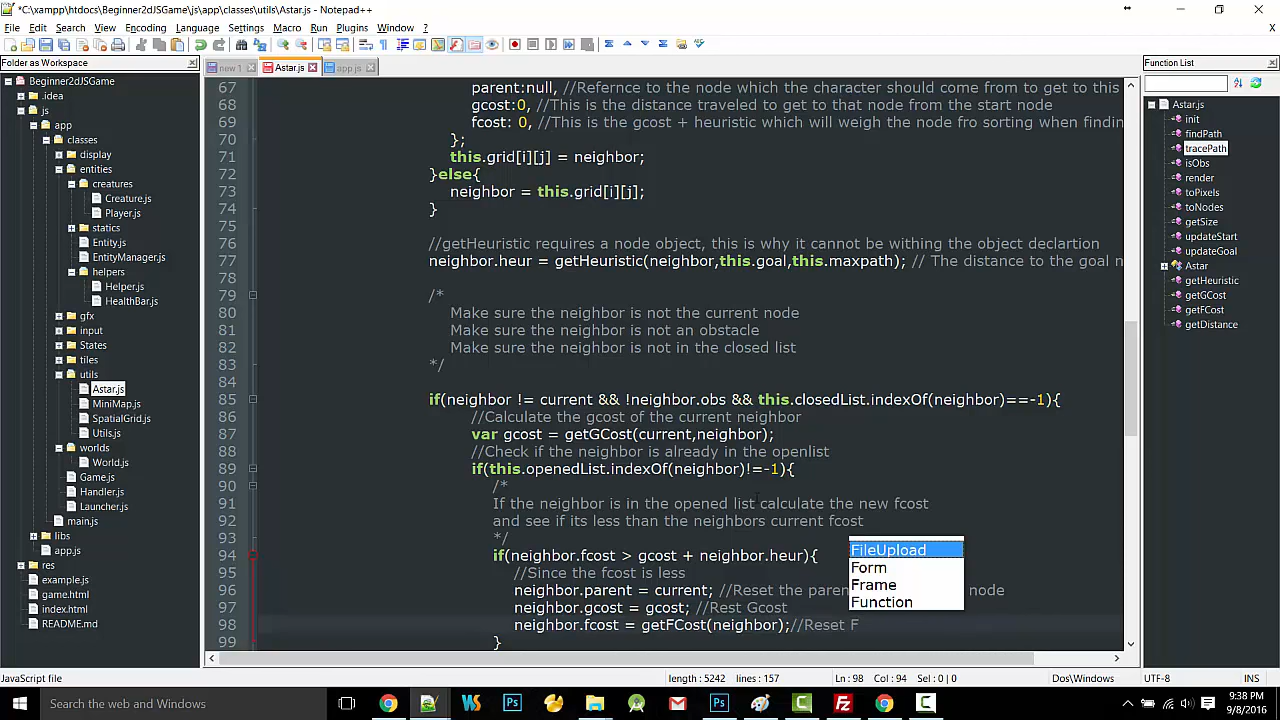 *C:\xampp\htdocs\Beginner2dJSGame\js\app\classes\utils\Astar.js - Notepad++
File Edit Search View Encoding Language Settings Macro Run Plugins Window ?
Folder as Workspace
new 1 Astar.js app.js
Function List
Beginner2dJSGame
idea
js
app
classes
display
entities
creatures
Creature.js
Player.js
statics
Entity.js
EntityManager.js
helpers
Helper.js
HealthBar.js
gfx
input
States
tiles
utils
Astar.js
MiniMap.js
SpatialGrid.js
Utils.js
worlds
World.js
Game.js
Handler.js
Launcher.js
main.js
libs
app.js
res
example.js
game.html
index.html
README.md
67 parent:null, //Refernce to the node which the character should come from to get to this
68 gcost:0, //This is the distance traveled to get to that node from the start node
69 fcost: 0, //This is the gcost + heuristic which will weigh the node fro sorting when findin
70 };
71 this.grid[i][j] = neighbor;
72 }else{
73 neighbor = this.grid[i][j];
74 }
75
76 //getHeuristic requires a node object, this is why it cannot be withing the object declartion
77 neighbor.heur = getHeuristic(neighbor,this.goal,this.maxpath); // The distance to the goal n
78
79 /*
80 Make sure the neighbor is not the current node
81 Make sure the neighbor is not an obstacle
82 Make sure the neighbor is not in the closed list
83 */
84
85 if(neighbor != current && !neighbor.obs && this.closedList.indexOf(neighbor)==-1){
86 //Calculate the gcost of the current neighbor
87 var gcost = getGCost(current,neighbor);
88 //Check if the neighbor is already in the openlist
89 if(this.openedList.indexOf(neighbor)!=-1){
90 /*
91 If the neighbor is in the opened list calculate the new fcost
92 and see if its less than the neighbors current fcost
93 */
94 if(neighbor.fcost > gcost + neighbor.heur){
95 //Since the fcost is less
96 neighbor.parent = current; //Reset the paren node
97 neighbor.gcost = gcost; //Rest Gcost
98 neighbor.fcost = getFCost(neighbor);//Reset F
99 }
FileUpload
Form
Frame
Function
Astar.js
init
findPath
tracePath
isObs
render
toPixels
toNodes
getSize
updateStart
updateGoal
Astar
getHeuristic
getGCost
getFCost
getDistance
JavaScript file length : 5242 lines : 157 Ln : 98 Col : 94 Sel : 0 | 0 Dos\Windows UTF-8 INS
Search the web and Windows
9:38 PM
9/8/2016